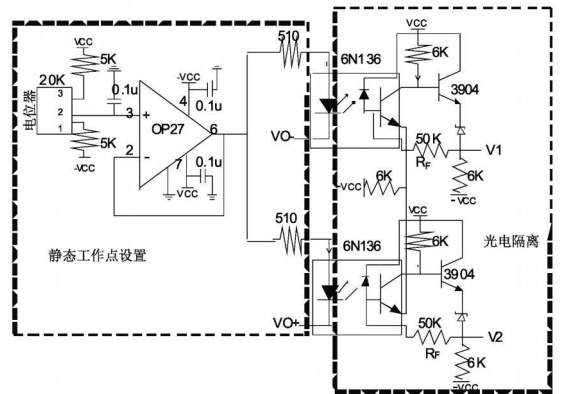 VCC
5K
20K
电位器
3
2
1
0.1u
5K
-VCC
3
2
+
-
OP27
-VCC
4
0.1u
6
7
0.1u
VCC
静态工作点设置
510
VO-
510
VO+
6N136
VCC
6K
3904
50K
RF
V1
6K
-VCC
-VCC
6K
6N136
VCC
6K
光电隔离
3904
50K
RF
V2
6K
-VCC